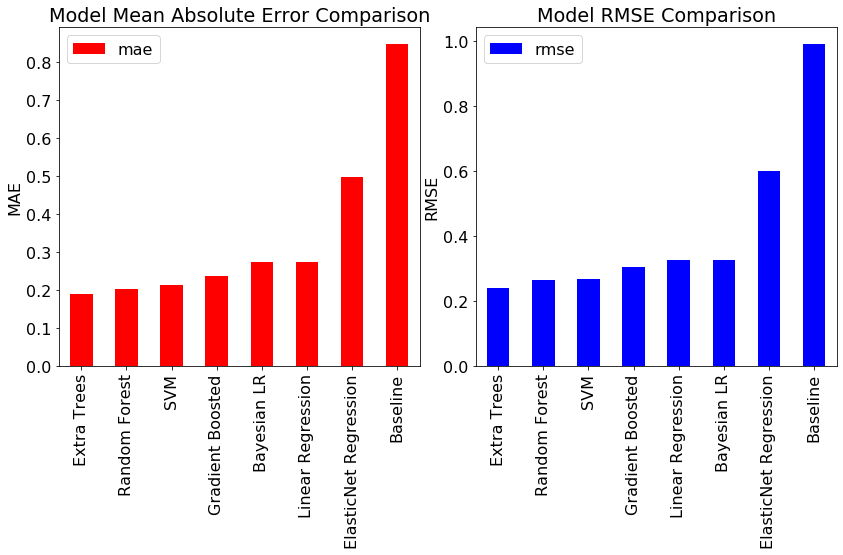 Model Mean Absolute Error Comparison
mae
MAE
0.8
0.7
0.6
0.5
0.4
0.3
0.2
0.1
0.0
Extra Trees
Random Forest
SVM
Gradient Boosted
Bayesian LR
Linear Regression
ElasticNet Regression
Baseline
Model RMSE Comparison
rmse
RMSE
1.0
0.8
0.6
0.4
0.2
0.0
Extra Trees
Random Forest
SVM
Gradient Boosted
Linear Regression
Bayesian LR
ElasticNet Regression
Baseline